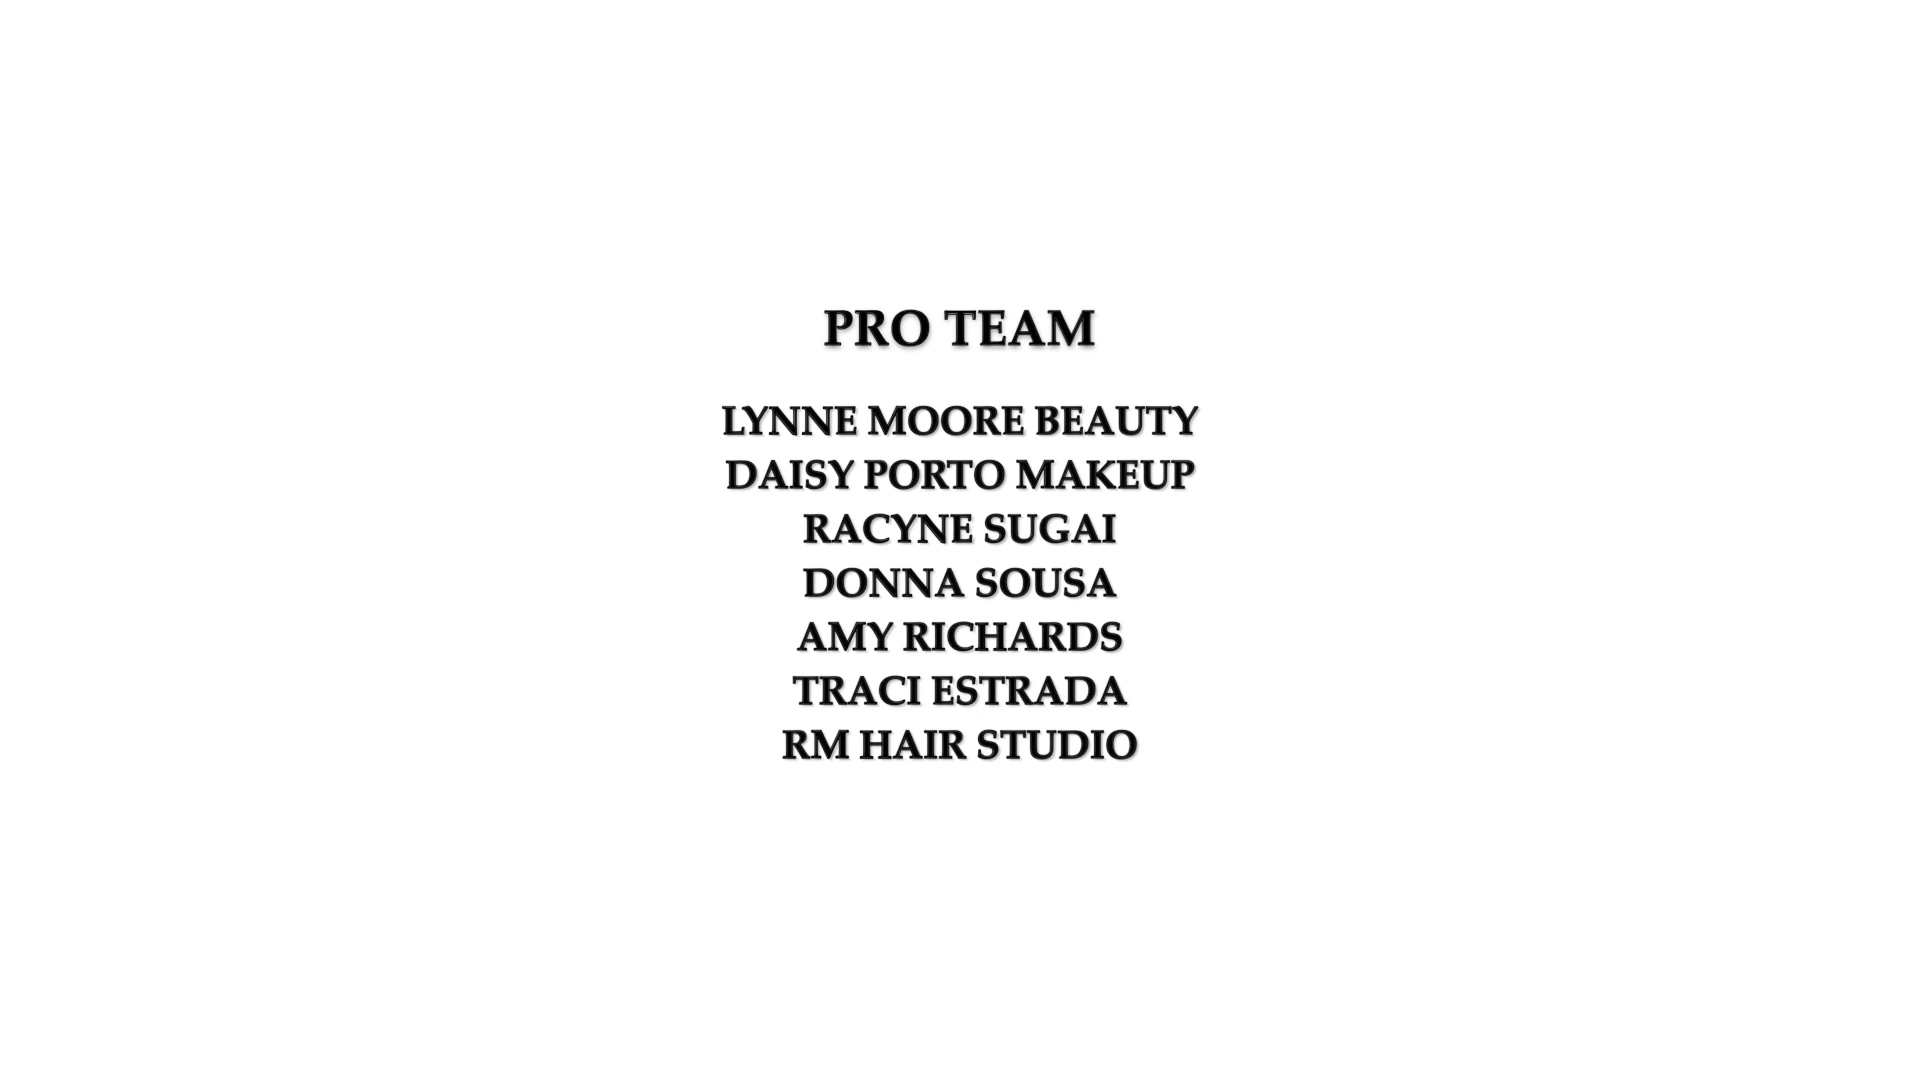 PRO TEAM
LYNNE MOORE BEAUTY
DAISY PORTO MAKEUP
RACYNE SUGAI
DONNA SOUSA
AMY RICHARDS
TRACI ESTRADA
RM HAIR STUDIO